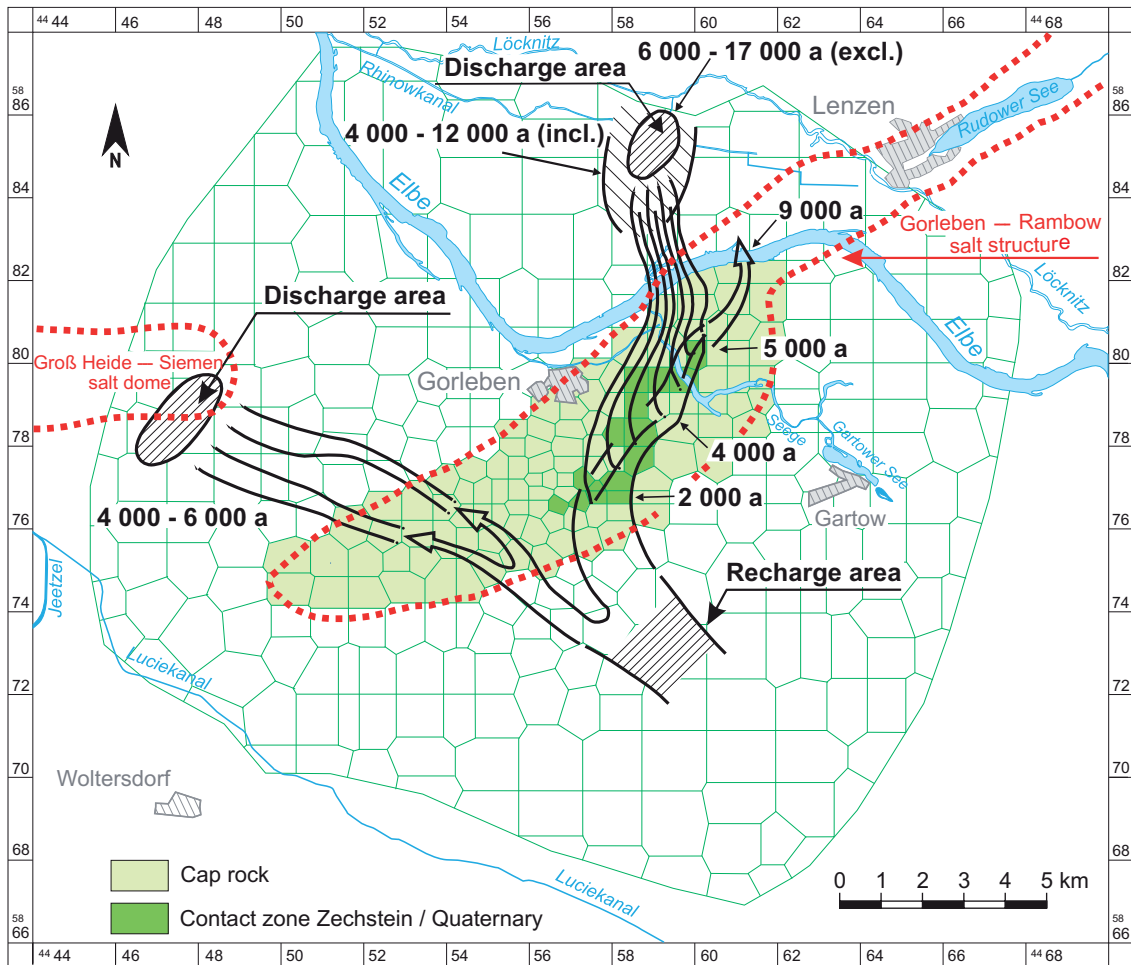 44 44 46 48 50 52 54 56 58 60 62 64 66 44 68
58 86
84
82
80
78
76
74
72
70
68
58 66
58 86
84
82
80
78
76
74
72
70
68
58 66
44 44 46 48 50 52 54 56 58 60 62 64 66 44 68
Löcknitz
6 000 - 17 000 a (excl.)
Discharge area
Rhinowkanal
4 000 - 12 000 a (incl.)
Lenzen
Rudower See
N
Elbe
9 000 a
Gorleben – Rambow
salt structure
Löcknitz
Discharge area
Elbe
5 000 a
Groß Heide – Siemen
salt dome
Gorleben
Seege
Gartower See
4 000 a
2 000 a
Gartow
4 000 - 6 000 a
Recharge area
Jeetzel
Luciekanal
Woltersdorf
Luciekanal
Cap rock
Contact zone Zechstein / Quaternary
0 1 2 3 4 5 km